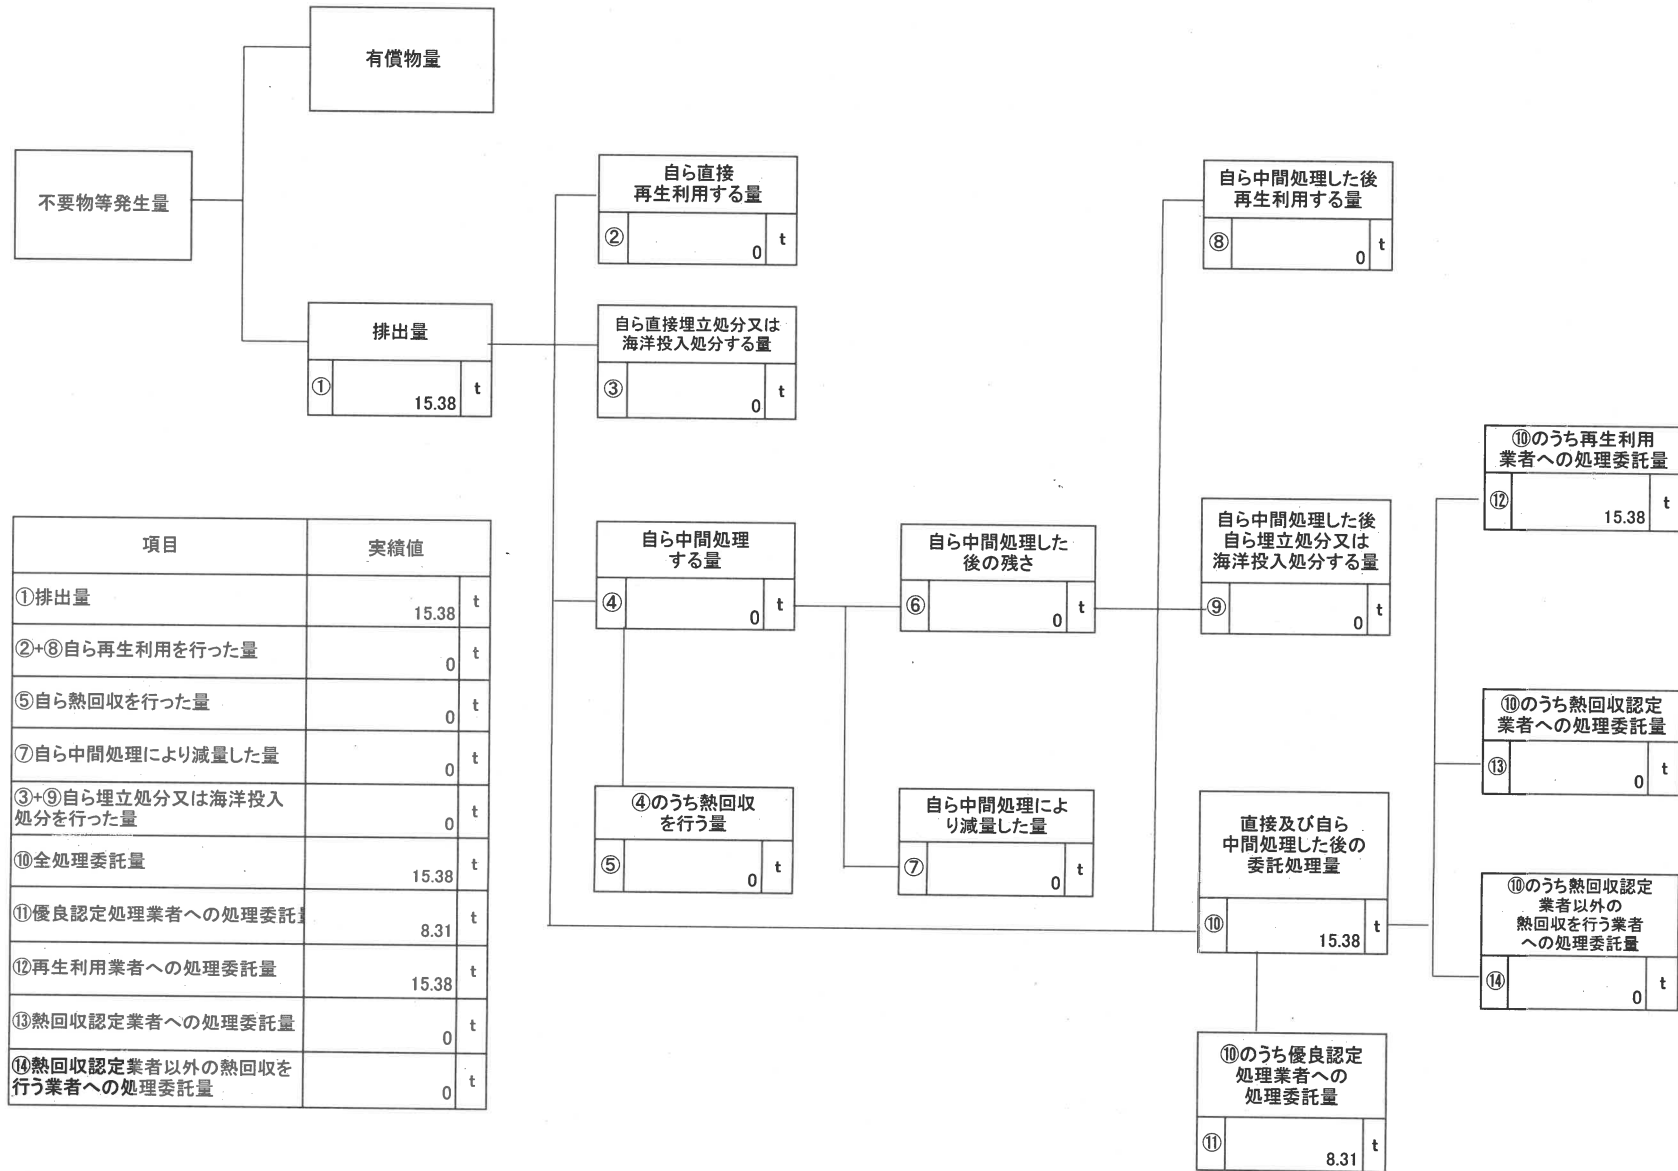 有償物量
不要物等発生量
排出量
① 15.38 t
自ら直接
再生利用する量
② 0 t
自ら直接埋立処分又は
海洋投入処分する量
③ 0 t
自ら中間処理
する量
④ 0 t
④のうち熱回収
を行う量
⑤ 0 t
自ら中間処理した
後の残さ
⑥ 0 t
自ら中間処理によ
り減量した量
⑦ 0 t
自ら中間処理した後
再生利用する量
⑧ 0 t
自ら中間処理した後
自ら埋立処分又は
海洋投入処分する量
⑨ 0 t
直接及び自ら
中間処理した後の
委託処理量
⑩ 15.38 t
⑩のうち優良認定
処理業者への
処理委託量
⑪ 8.31 t
⑩のうち再生利用
業者への処理委託量
⑫ 15.38 t
⑩のうち熱回収認定
業者への処理委託量
⑬ 0 t
⑩のうち熱回収認定
業者以外の
熱回収を行う業者
への処理委託量
⑭ 0 t
項目 実績値
①排出量 15.38 t
②+⑧自ら再生利用を行った量 0 t
⑤自ら熱回収を行った量 0 t
⑦自ら中間処理により減量した量 0 t
③+⑨自ら埋立処分又は海洋投入
処分を行った量 0 t
⑩全処理委託量 15.38 t
⑪優良認定処理業者への処理委託 8.31 t
⑫再生利用業者への処理委託量 15.38 t
⑬熱回収認定業者への処理委託量 0 t
⑭熱回収認定業者以外の熱回収を
行う業者への処理委託量 0 t